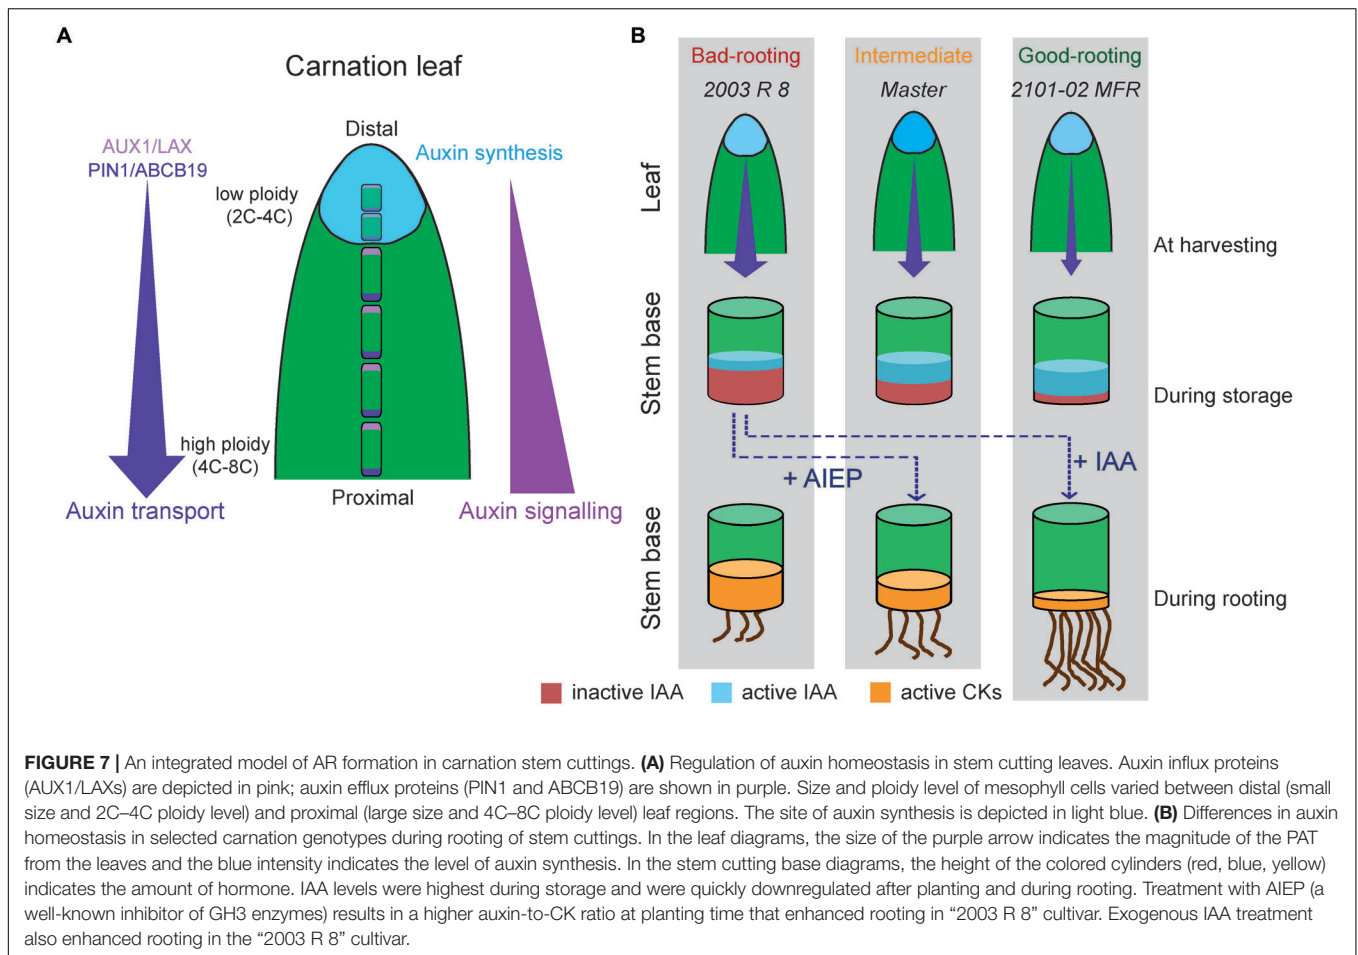 A
Carnation leaf
Distal
AUX1/LAX
PIN1/ABCB19
Auxin synthesis
low ploidy
(2C-4C)
high ploidy
(4C-8C)
Proximal
Auxin transport
Auxin signalling
B
Bad-rooting
Intermediate
Good-rooting
2003 R 8
Master
2101-02 MFR
Leaf
At harvesting
Stem base
During storage
+ AIEP
+ IAA
Stem base
During rooting
inactive IAA
active IAA
active CKs
FIGURE 7 | An integrated model of AR formation in carnation stem cuttings. (A) Regulation of auxin homeostasis in stem cutting leaves. Auxin influx proteins
(AUX1/LAXs) are depicted in pink; auxin efflux proteins (PIN1 and ABCB19) are shown in purple. Size and ploidy level of mesophyll cells varied between distal (small
size and 2C–4C ploidy level) and proximal (large size and 4C–8C ploidy level) leaf regions. The site of auxin synthesis is depicted in light blue. (B) Differences in auxin
homeostasis in selected carnation genotypes during rooting of stem cuttings. In the leaf diagrams, the size of the purple arrow indicates the magnitude of the PAT
from the leaves and the blue intensity indicates the level of auxin synthesis. In the stem cutting base diagrams, the height of the colored cylinders (red, blue, yellow)
indicates the amount of hormone. IAA levels were highest during storage and were quickly downregulated after planting and during rooting. Treatment with AIEP (a
well-known inhibitor of GH3 enzymes) results in a higher auxin-to-CK ratio at planting time that enhanced rooting in “2003 R 8” cultivar. Exogenous IAA treatment
also enhanced rooting in the “2003 R 8” cultivar.